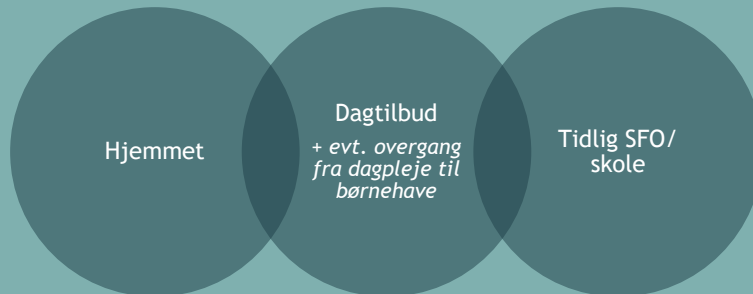 Hjemmet
Dagtilbud
+ evt. overgang
fra dagpleje til
børnehave
Tidlig SFO/
skole